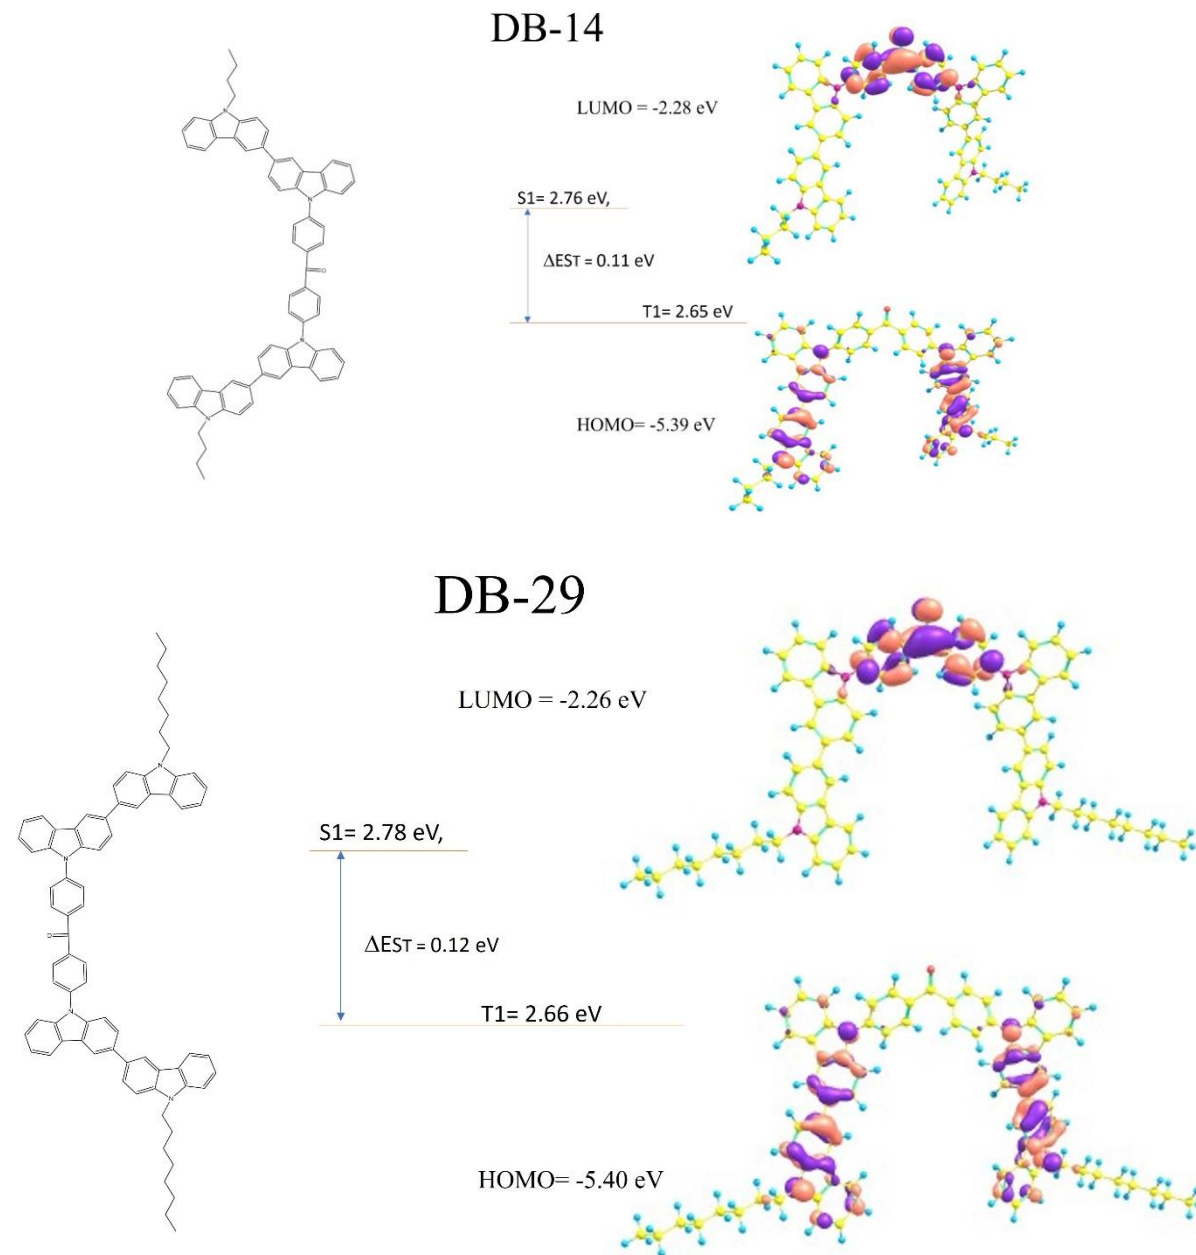 DB-14
N
N
O
N
N
LUMO = -2.28 eV
S1= 2.76 eV,
ΔEST = 0.11 eV
T1= 2.65 eV
HOMO= -5.39 eV
DB-29
N
N
O
N
N
LUMO = -2.26 eV
S1= 2.78 eV,
ΔEST = 0.12 eV
T1= 2.66 eV
HOMO= -5.40 eV